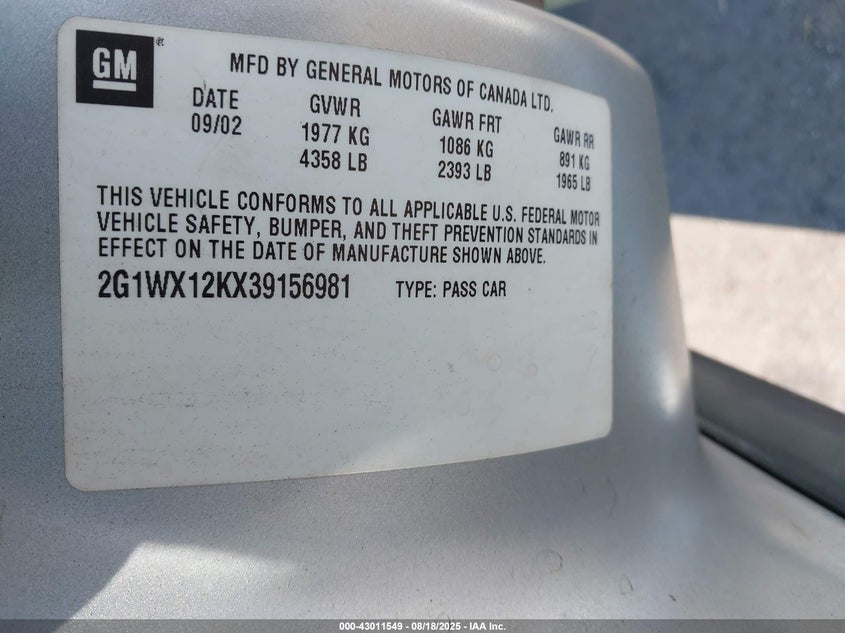 GM
MFD BY GENERAL MOTORS OF CANADA LTD.
DATE GVWR GAWR FRT GAWR RR
09/02 1977 KG 1086 KG 891 KG
4358 LB 2393 LB 1965 LB
THIS VEHICLE CONFORMS TO ALL APPLICABLE U.S. FEDERAL MOTOR
VEHICLE SAFETY, BUMPER, AND THEFT PREVENTION STANDARDS IN
EFFECT ON THE DATE OF MANUFACTURE SHOWN ABOVE.
2G1WX12KX39156981 TYPE: PASS CAR
000-43011549 - 08/18/2025 - IAA Inc.